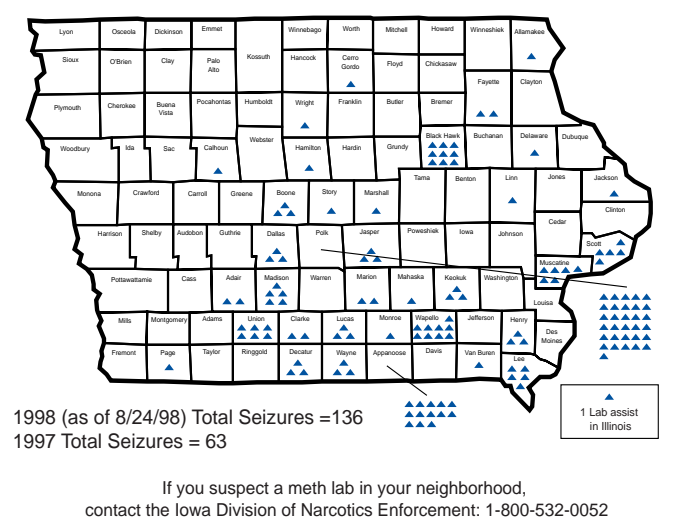 Lyon Osceola Dickinson Emmet Winnebago Worth Mitchell Howard Winneshiek Allamakee
Sioux O'Brien Clay Palo Alto Kossuth Hancock Cerro Gordo Floyd Chickasaw Fayette Clayton
Plymouth Cherokee Buena Vista Pocahontas Humboldt Wright Franklin Butler Bremer
Woodbury Ida Sac Calhoun Webster Hamilton Hardin Grundy Black Hawk Buchanan Delaware Dubuque
Monona Crawford Carroll Greene Boone Story Marshall Tama Benton Linn Jones Jackson
Clinton
Harrison Shelby Audobon Guthrie Dallas Polk Jasper Poweshiek Iowa Johnson Cedar Scott
Pottawattamie Cass Adair Madison Warren Marion Mahaska Keokuk Washington Muscatine
Louisa
Mills Montgomery Adams Union Clarke Lucas Monroe Wapello Jefferson Henry Des Moines
Fremont Page Taylor Ringgold Decatur Wayne Appanoose Davis Van Buren Lee
1 Lab assist
in Illinois
1998 (as of 8/24/98) Total Seizures =136
1997 Total Seizures = 63
If you suspect a meth lab in your neighborhood,
contact the Iowa Division of Narcotics Enforcement: 1-800-532-0052